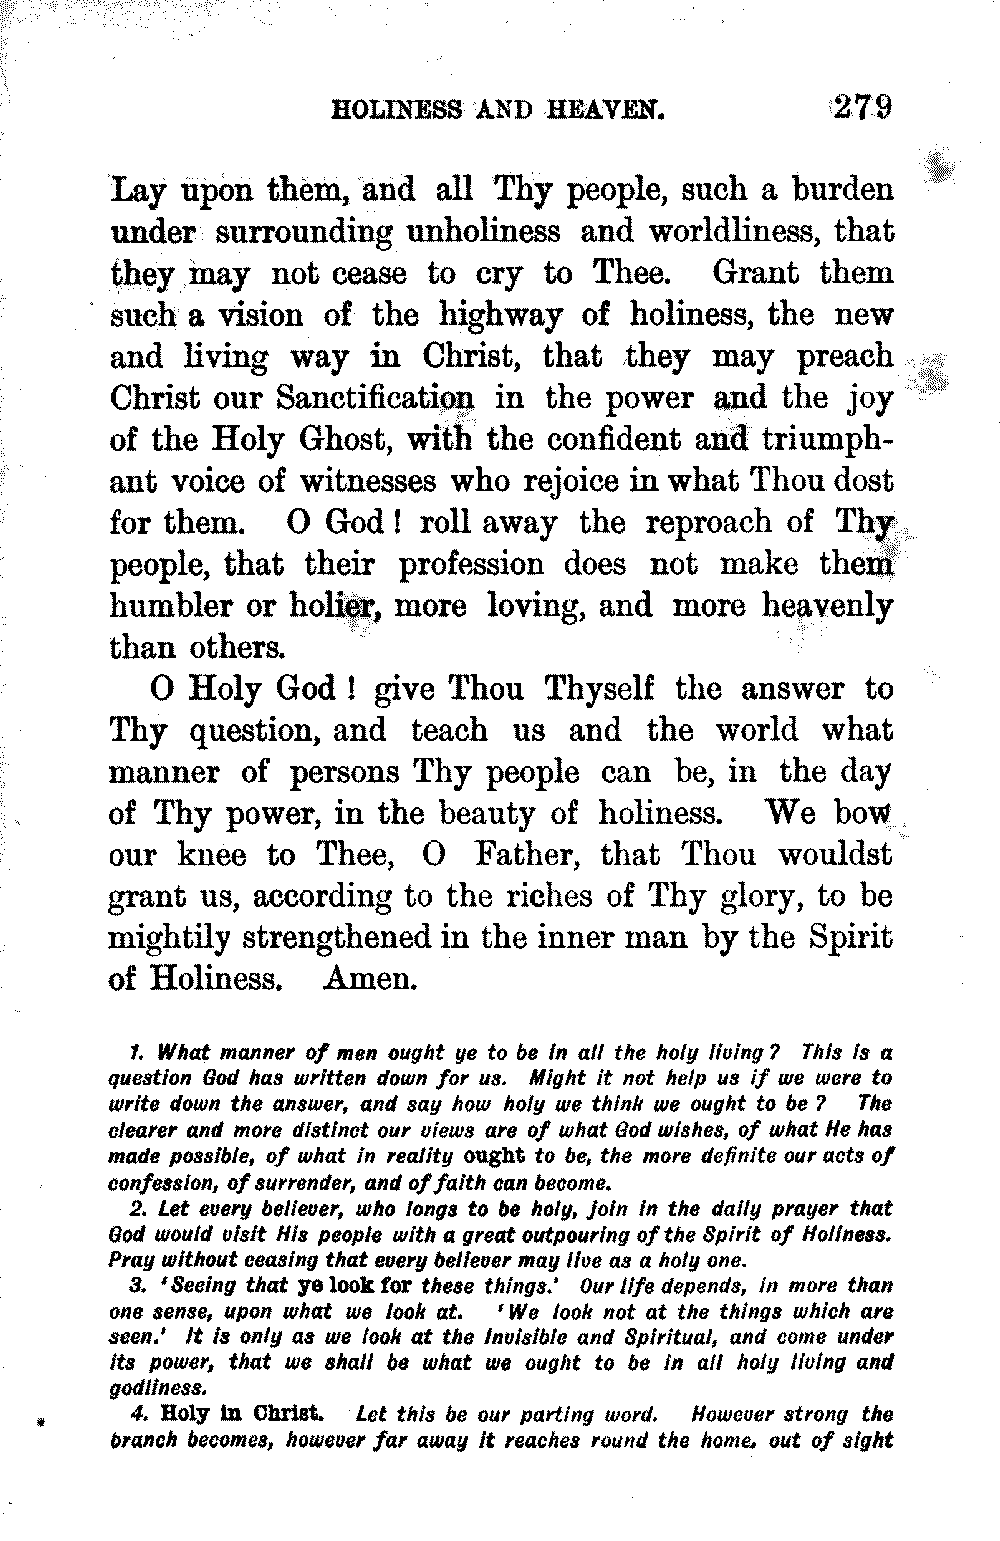 HOLINESS AND HEAVEN. 279
Lay upon them, and all Thy people, such a burden
under surrounding unholiness and worldliness, that
they may not cease to cry to Thee. Grant them
such a vision of the highway of holiness, the new
and living way in Christ, that they may preach
Christ our Sanctification in the power and the joy
of the Holy Ghost, with the confident and triumph-
ant voice of witnesses who rejoice in what Thou dost
for them. O God! roll away the reproach of Thy
people, that their profession does not make them
humbler or holier, more loving, and more heavenly
than others.
O Holy God! give Thou Thyself the answer to
Thy question, and teach us and the world what
manner of persons Thy people can be, in the day
of Thy power, in the beauty of holiness. We bow
our knee to Thee, O Father, that Thou wouldst
grant us, according to the riches of Thy glory, to be
mightily strengthened in the inner man by the Spirit
of Holiness. Amen.
1. What manner of men ought ye to be in all the holy living? This is a
question God has written down for us. Might it not help us if we were to
write down the answer, and say how holy we think we ought to be? The
clearer and more distinct our views are of what God wishes, of what He has
made possible, of what in reality ought to be, the more definite our acts of
confession, of surrender, and of faith can become.
2. Let every believer, who longs to be holy, join in the daily prayer that
God would visit His people with a great outpouring of the Spirit of Holiness.
Pray without ceasing that every believer may live as a holy one.
3. 'Seeing that ye look for these things.' Our life depends, in more than
one sense, upon what we look at. 'We look not at the things which are
seen.' It is only as we look at the Invisible and Spiritual, and come under
its power, that we shall be what we ought to be in all holy living and
godliness.
4. Holy in Christ. Let this be our parting word. However strong the
branch becomes, however far away it reaches round the home, out of sight